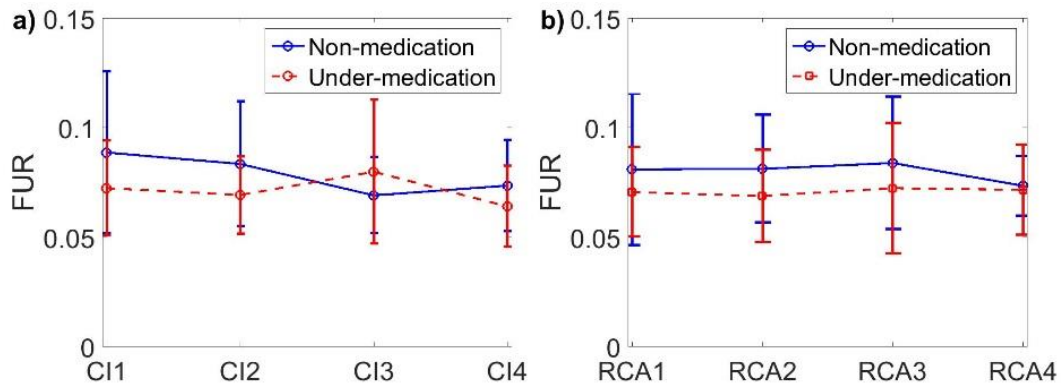 a)
0.15
0.1
0.05
0
FUR
Non-medication
Under-medication
CI1 CI2 CI3 CI4
b)
0.15
0.1
0.05
0
FUR
Non-medication
Under-medication
RCA1 RCA2 RCA3 RCA4